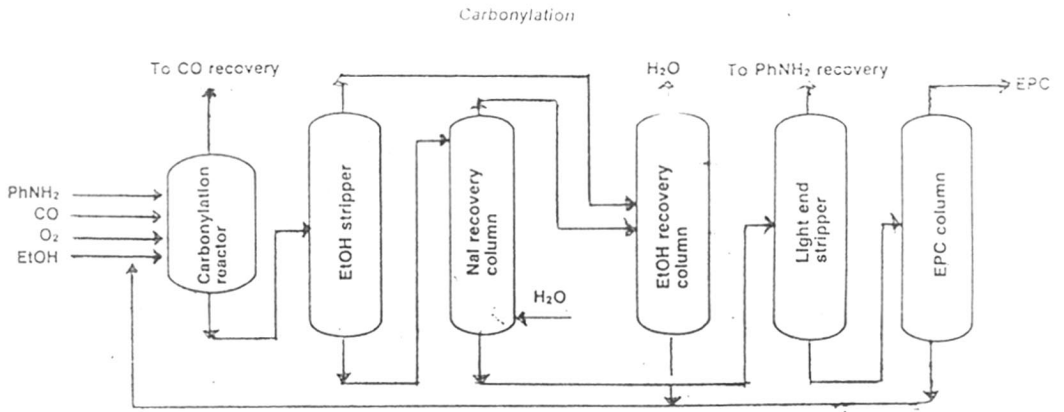 Carbonylation
To CO recovery
H₂O
To PhNH₂ recovery
EPC
PhNH₂
CO
O₂
EtOH
Carbonylation
roactor
EtOH stripper
NaI recovery
column
H₂O
EtOH recovery
column
LIght end
stripper
EPC column